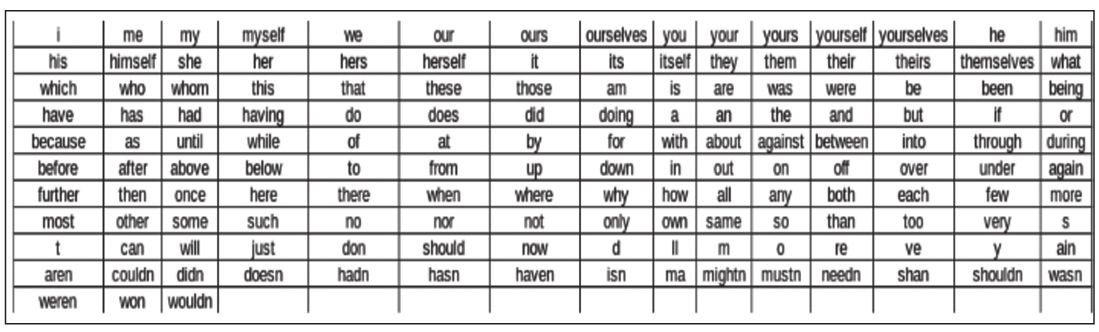 i me my myself we our ours ourselves you your yours yourself yourselves he him
his himself she her hers herself it its itself they them their theirs themselves what
which who whom this that these those am is are was were be been being
have has had having do does did doing a an the and but if or
because as until while of at by for with about against between into through during
before after above below to from up down in out on off over under again
further then once here there when where why how all any both each few more
most other some such no nor not only own same so than too very s
t can will just don should now d ll m o re ve y ain
aren couldn didn doesn hadn hasn haven isn ma mightn mustn needn shan shouldn wasn
weren won wouldn